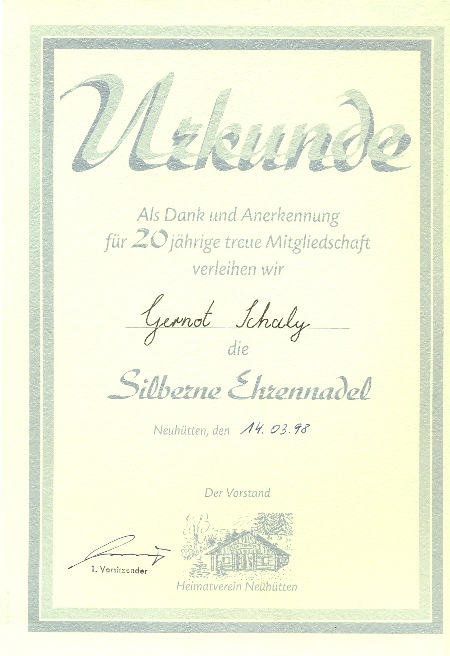 Urkunde
Als Dank und Anerkennung
für 20 jährige treue Mitgliedschaft
verleihen wir
Gernot Schaly
die
Silberne Ehrennadel
Neuhütten, den 14.03.98
Der Vorstand
1. Vorsitzender
Heimatverein Neuhütten